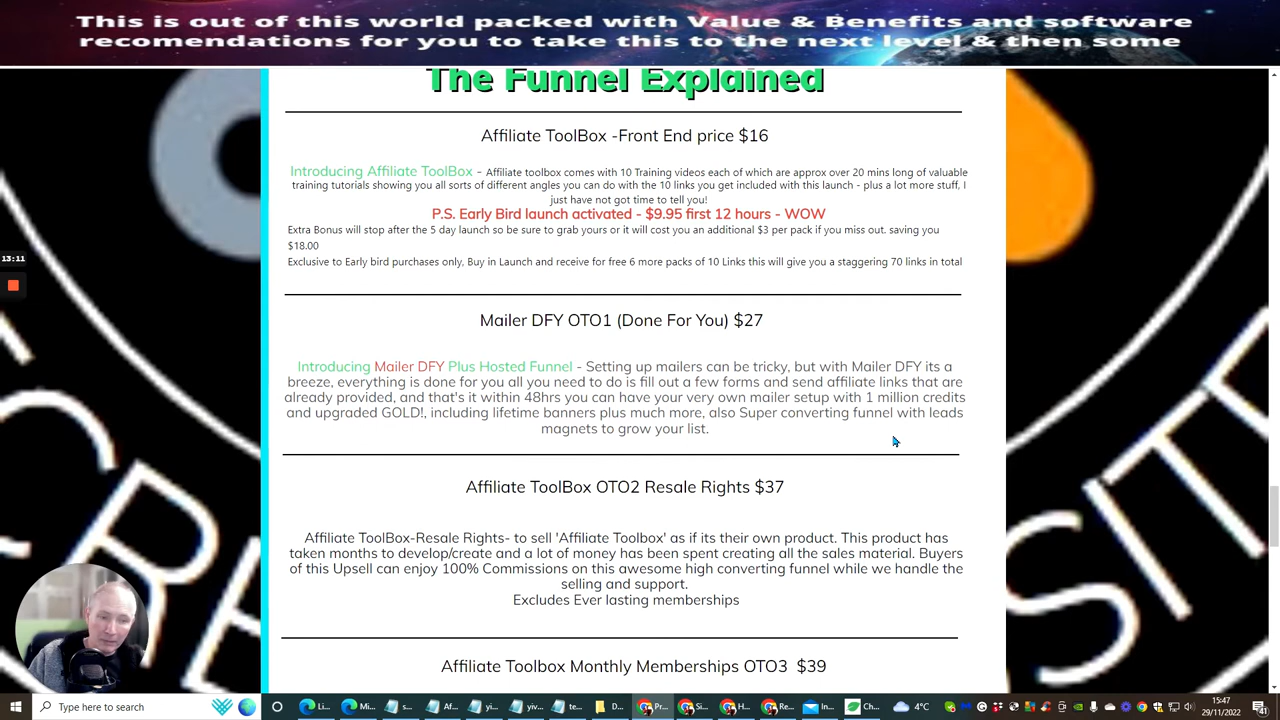 This is out of this world packed with Value & Benefits and software
recomendations for you to take this to the next level & then some
The Funnel Explained
Affiliate ToolBox -Front End price $16
Introducing Affiliate ToolBox - Affiliate toolbox comes with 10 Training videos each of which are approx over 20 mins long of valuable
training tutorials showing you all sorts of different angles you can do with the 10 links you get included with this launch - plus a lot more stuff, I
just have not got time to tell you!
P.S. Early Bird launch activated - $9.95 first 12 hours - WOW
Extra Bonus will stop after the 5 day launch so be sure to grab yours or it will cost you an additional $3 per pack if you miss out. saving you
$18.00
Exclusive to Early bird purchases only, Buy in Launch and receive for free 6 more packs of 10 Links this will give you a staggering 70 links in total
13:11
Mailer DFY OTO1 (Done For You) $27
Introducing Mailer DFY Plus Hosted Funnel - Setting up mailers can be tricky, but with Mailer DFY its a
breeze, everything is done for you all you need to do is fill out a few forms and send affiliate links that are
already provided, and that's it within 48hrs you can have your very own mailer setup with 1 million credits
and upgraded GOLD!, including lifetime banners plus much more, also Super converting funnel with leads
magnets to grow your list.
Affiliate ToolBox OTO2 Resale Rights $37
Affiliate ToolBox-Resale Rights- to sell 'Affiliate Toolbox' as if its their own product. This product has
taken months to develop/create and a lot of money has been spent creating all the sales material. Buyers
of this Upsell can enjoy 100% Commissions on this awesome high converting funnel while we handle the
selling and support.
Excludes Ever lasting memberships
Affiliate Toolbox Monthly Memberships OTO3 $39
Type here to search
Li...
Mi...
s...
Af...
yi...
yiv...
te...
D...
Pr...
Si...
H...
Re...
In...
Ch...
4°C
15:47
29/11/2022
41